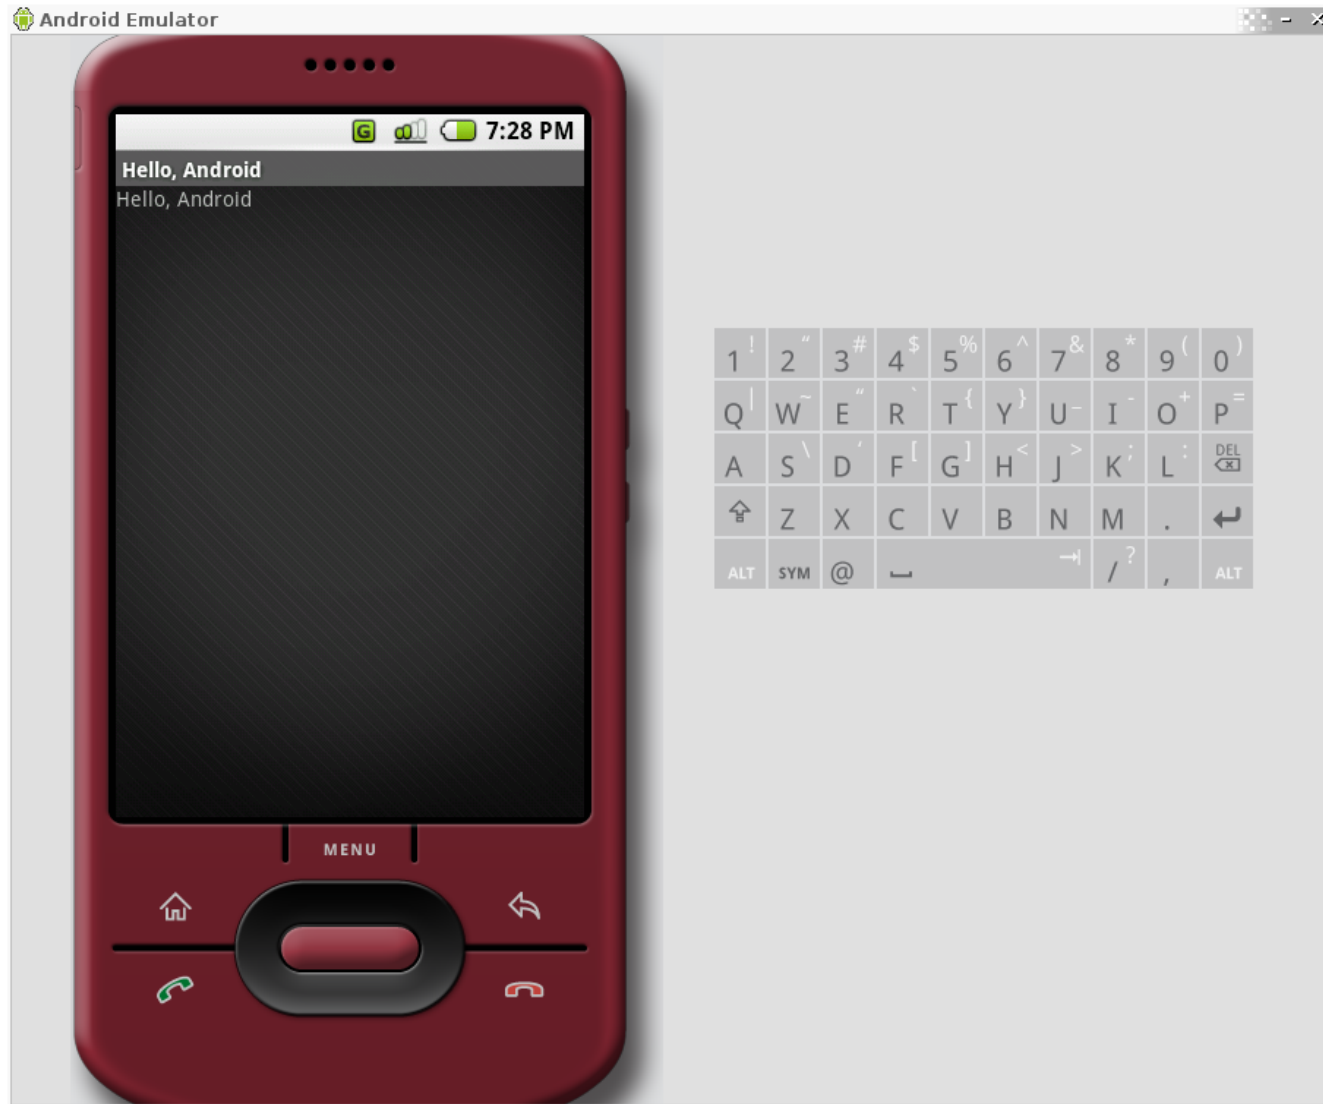 Android Emulator
G 7:28 PM
Hello, Android
Hello, Android
1 ! 2 “ 3 # 4 $ 5 % 6 ^ 7 & 8 * 9 ( 0 )
Q | W ~ E “ R ` T { Y } U _ I - O + P =
A S \ D ‘ F [ G ] H < J > K ; L : DEL
Z X C V B N M .
ALT SYM @ / ? , ALT
MENU